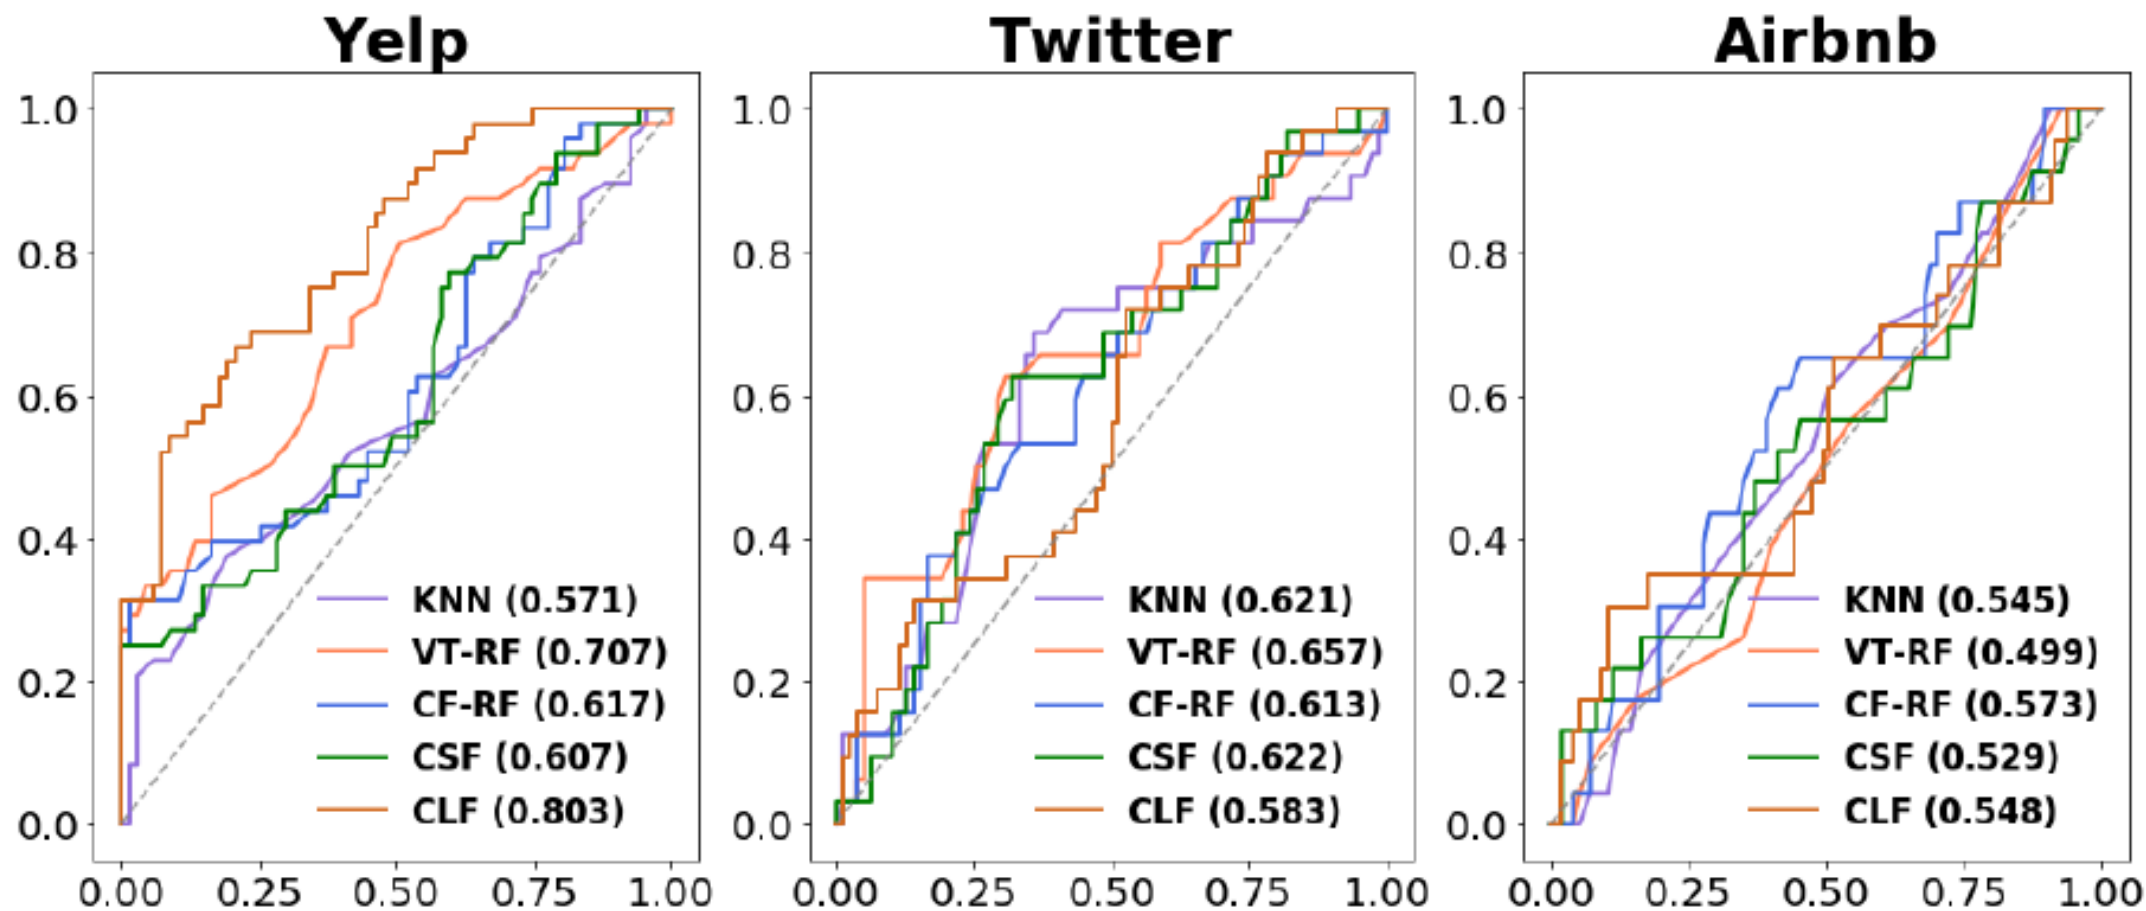 Yelp
1.0
0.8
0.6
0.4
0.2
0.0
0.00 0.25 0.50 0.75 1.00
KNN (0.571)
VT-RF (0.707)
CF-RF (0.617)
CSF (0.607)
CLF (0.803)
Twitter
1.0
0.8
0.6
0.4
0.2
0.0
0.00 0.25 0.50 0.75 1.00
KNN (0.621)
VT-RF (0.657)
CF-RF (0.613)
CSF (0.622)
CLF (0.583)
Airbnb
1.0
0.8
0.6
0.4
0.2
0.0
0.00 0.25 0.50 0.75 1.00
KNN (0.545)
VT-RF (0.499)
CF-RF (0.573)
CSF (0.529)
CLF (0.548)